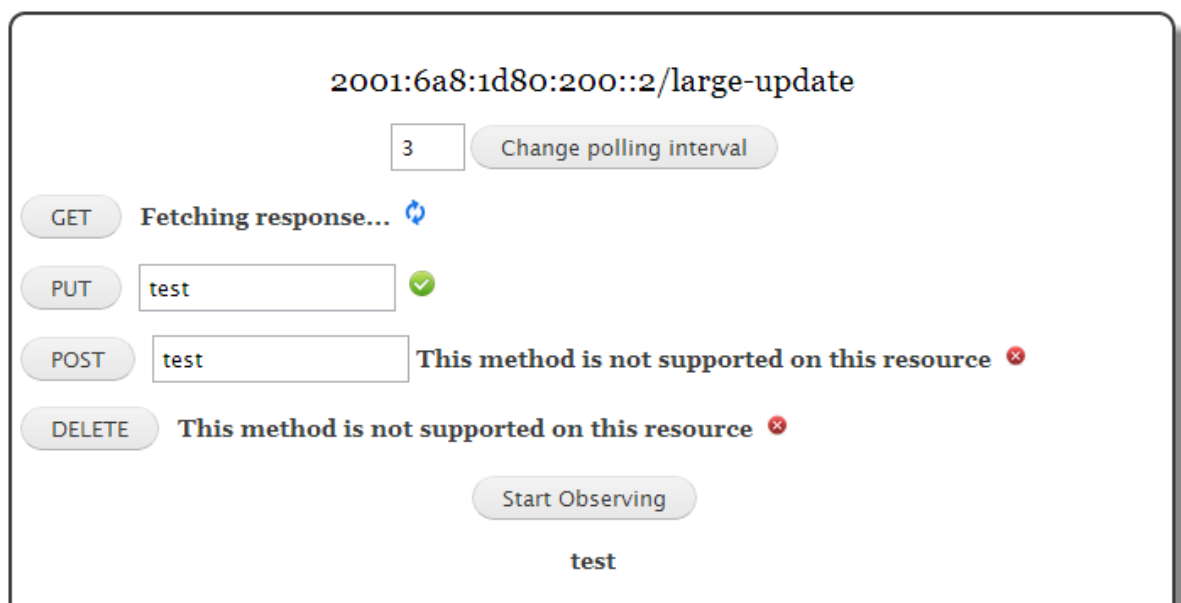 2001:6a8:1d80:200::2/large-update
3 Change polling interval
GET Fetching response...
PUT test
POST test This method is not supported on this resource
DELETE This method is not supported on this resource
Start Observing
test